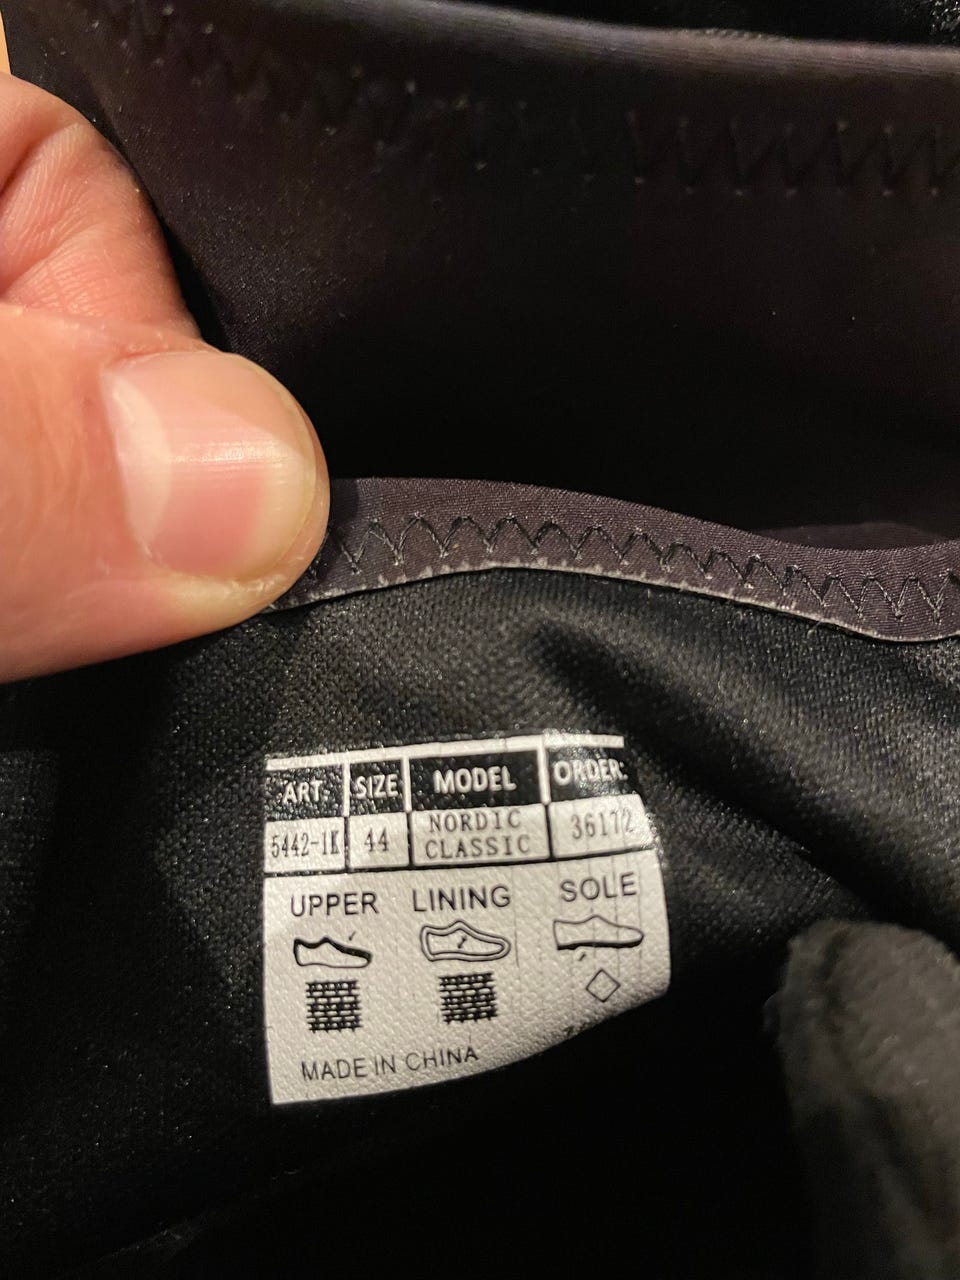 ART. SIZE MODEL ORDER:
5442-1K 44 NORDIC CLASSIC 36172
UPPER LINING SOLE
MADE IN CHINA